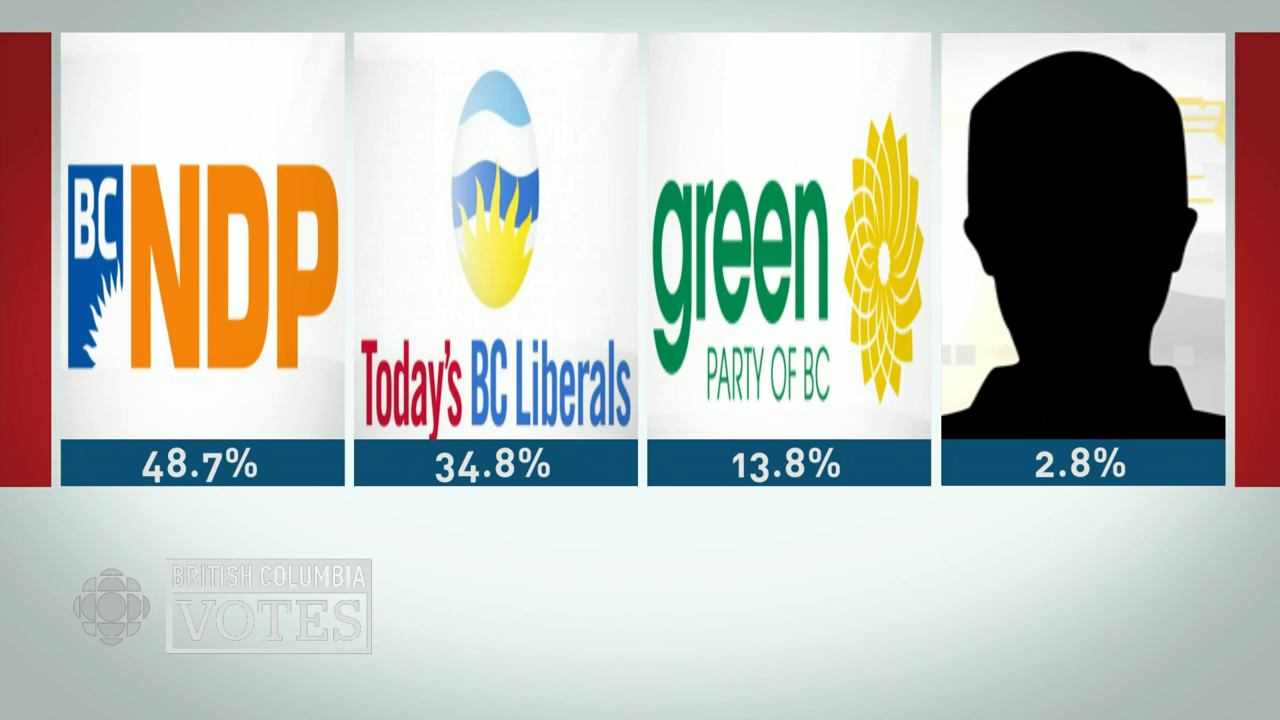 BC NDP
Today's BC Liberals
green
PARTY OF BC
48.7%
34.8%
13.8%
2.8%
BRITISH COLUMBIA
VOTES